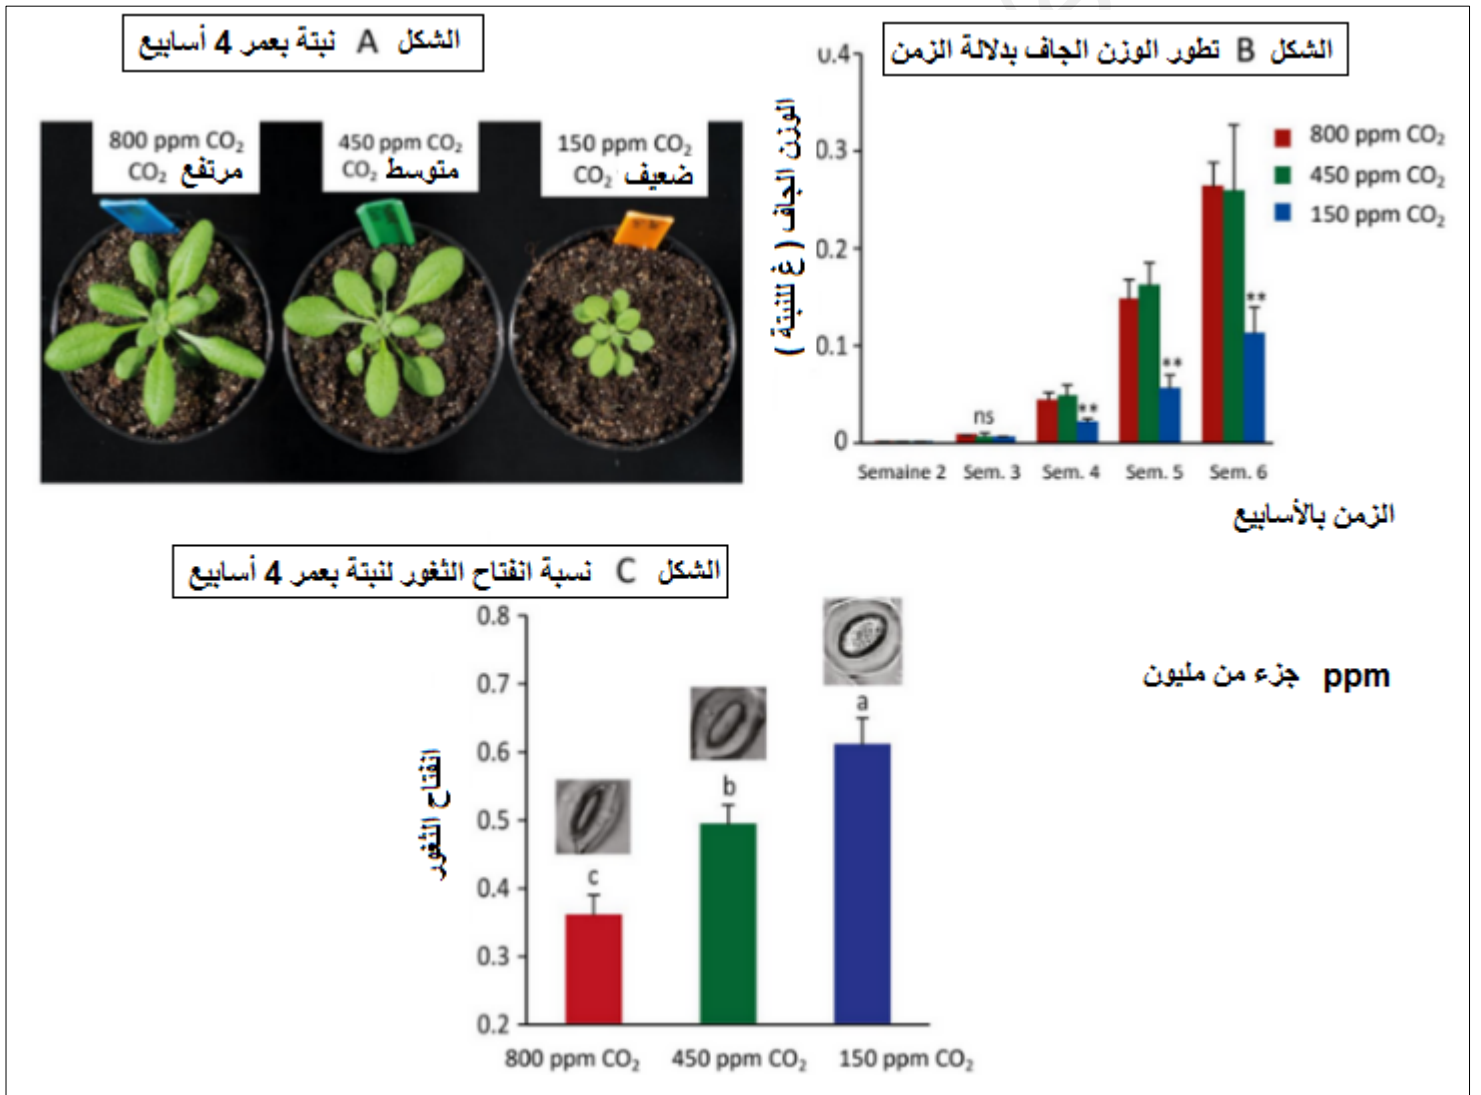 الشكل A نبتة بعمر 4 أسابيع
800 ppm CO₂
مرتفع CO₂
450 ppm CO₂
متوسط CO₂
150 ppm CO₂
ضعيف CO₂
الشكل B تطور الوزن الجاف بدلالة الزمن
الوزن الجاف ( غ للنبتة )
0.4
0.3
0.2
0.1
0
800 ppm CO₂
450 ppm CO₂
150 ppm CO₂
ns
**
**
**
Semaine 2 Sem. 3 Sem. 4 Sem. 5 Sem. 6
الزمن بالأسابيع
الشكل C نسبة انفتاح الثغور لنبتة بعمر 4 أسابيع
انفتاح الثغور
0.8
0.7
0.6
0.5
0.4
0.3
0.2
c
b
a
800 ppm CO₂ 450 ppm CO₂ 150 ppm CO₂
ppm جزء من مليون